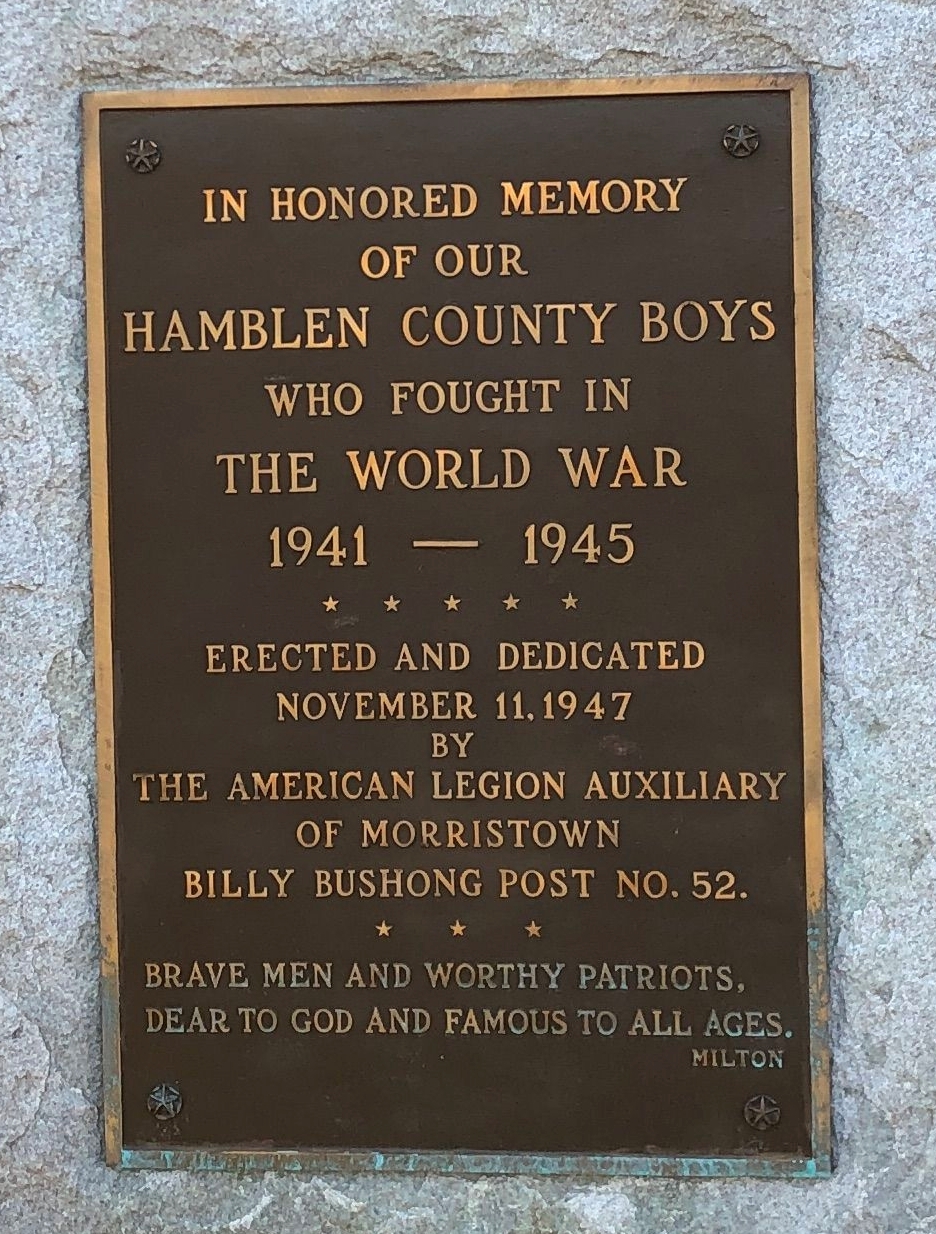 IN HONORED MEMORY
OF OUR
HAMBLEN COUNTY BOYS
WHO FOUGHT IN
THE WORLD WAR
1941 — 1945
★ ★ ★ ★ ★
ERECTED AND DEDICATED
NOVEMBER 11, 1947
BY
THE AMERICAN LEGION AUXILIARY
OF MORRISTOWN
BILLY BUSHONG POST NO. 52.
★ ★ ★
BRAVE MEN AND WORTHY PATRIOTS,
DEAR TO GOD AND FAMOUS TO ALL AGES.
MILTON